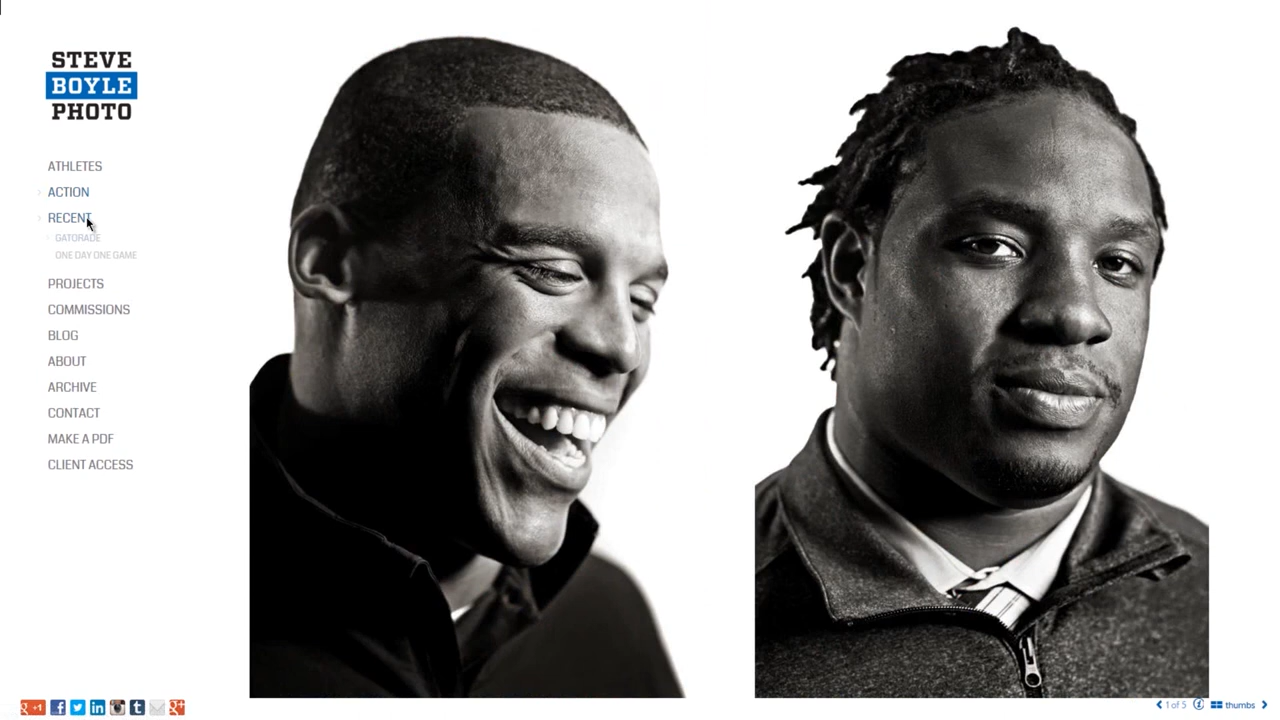 STEVE
BOYLE
PHOTO
ATHLETES
ACTION
RECENT
GATORADE
ONE DAY ONE GAME
PROJECTS
COMMISSIONS
BLOG
ABOUT
ARCHIVE
CONTACT
MAKE A PDF
CLIENT ACCESS
g +1
1 of 5 thumbs